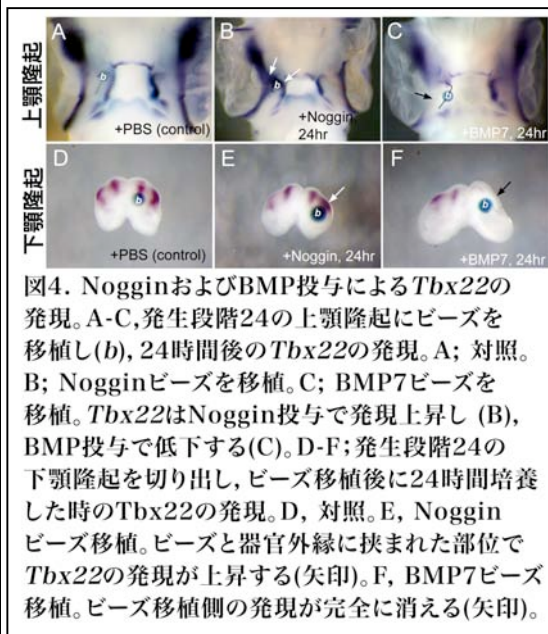 上顎隆起
A
b
+PBS (control)
B
b
+Noggin,
24hr
C
b
+BMP7, 24hr
下顎隆起
D
b
+PBS (control)
E
b
+Noggin, 24hr
F
b
+BMP7, 24hr
図4. NogginおよびBMP投与によるTbx22の
発現。A-C,発生段階24の上顎隆起にビーズを
移植し(b), 24時間後のTbx22の発現。A; 対照。
B; Nogginビーズを移植。C; BMP7ビーズを
移植。Tbx22はNoggin投与で発現上昇し (B),
BMP投与で低下する(C)。D-F;発生段階24の
下顎隆起を切り出し,ビーズ移植後に24時間培養
した時のTbx22の発現。D, 対照。E, Noggin
ビーズ移植。ビーズと器官外縁に挟まれた部位で
Tbx22の発現が上昇する(矢印)。F, BMP7ビーズ
移植。ビーズ移植側の発現が完全に消える(矢印)。